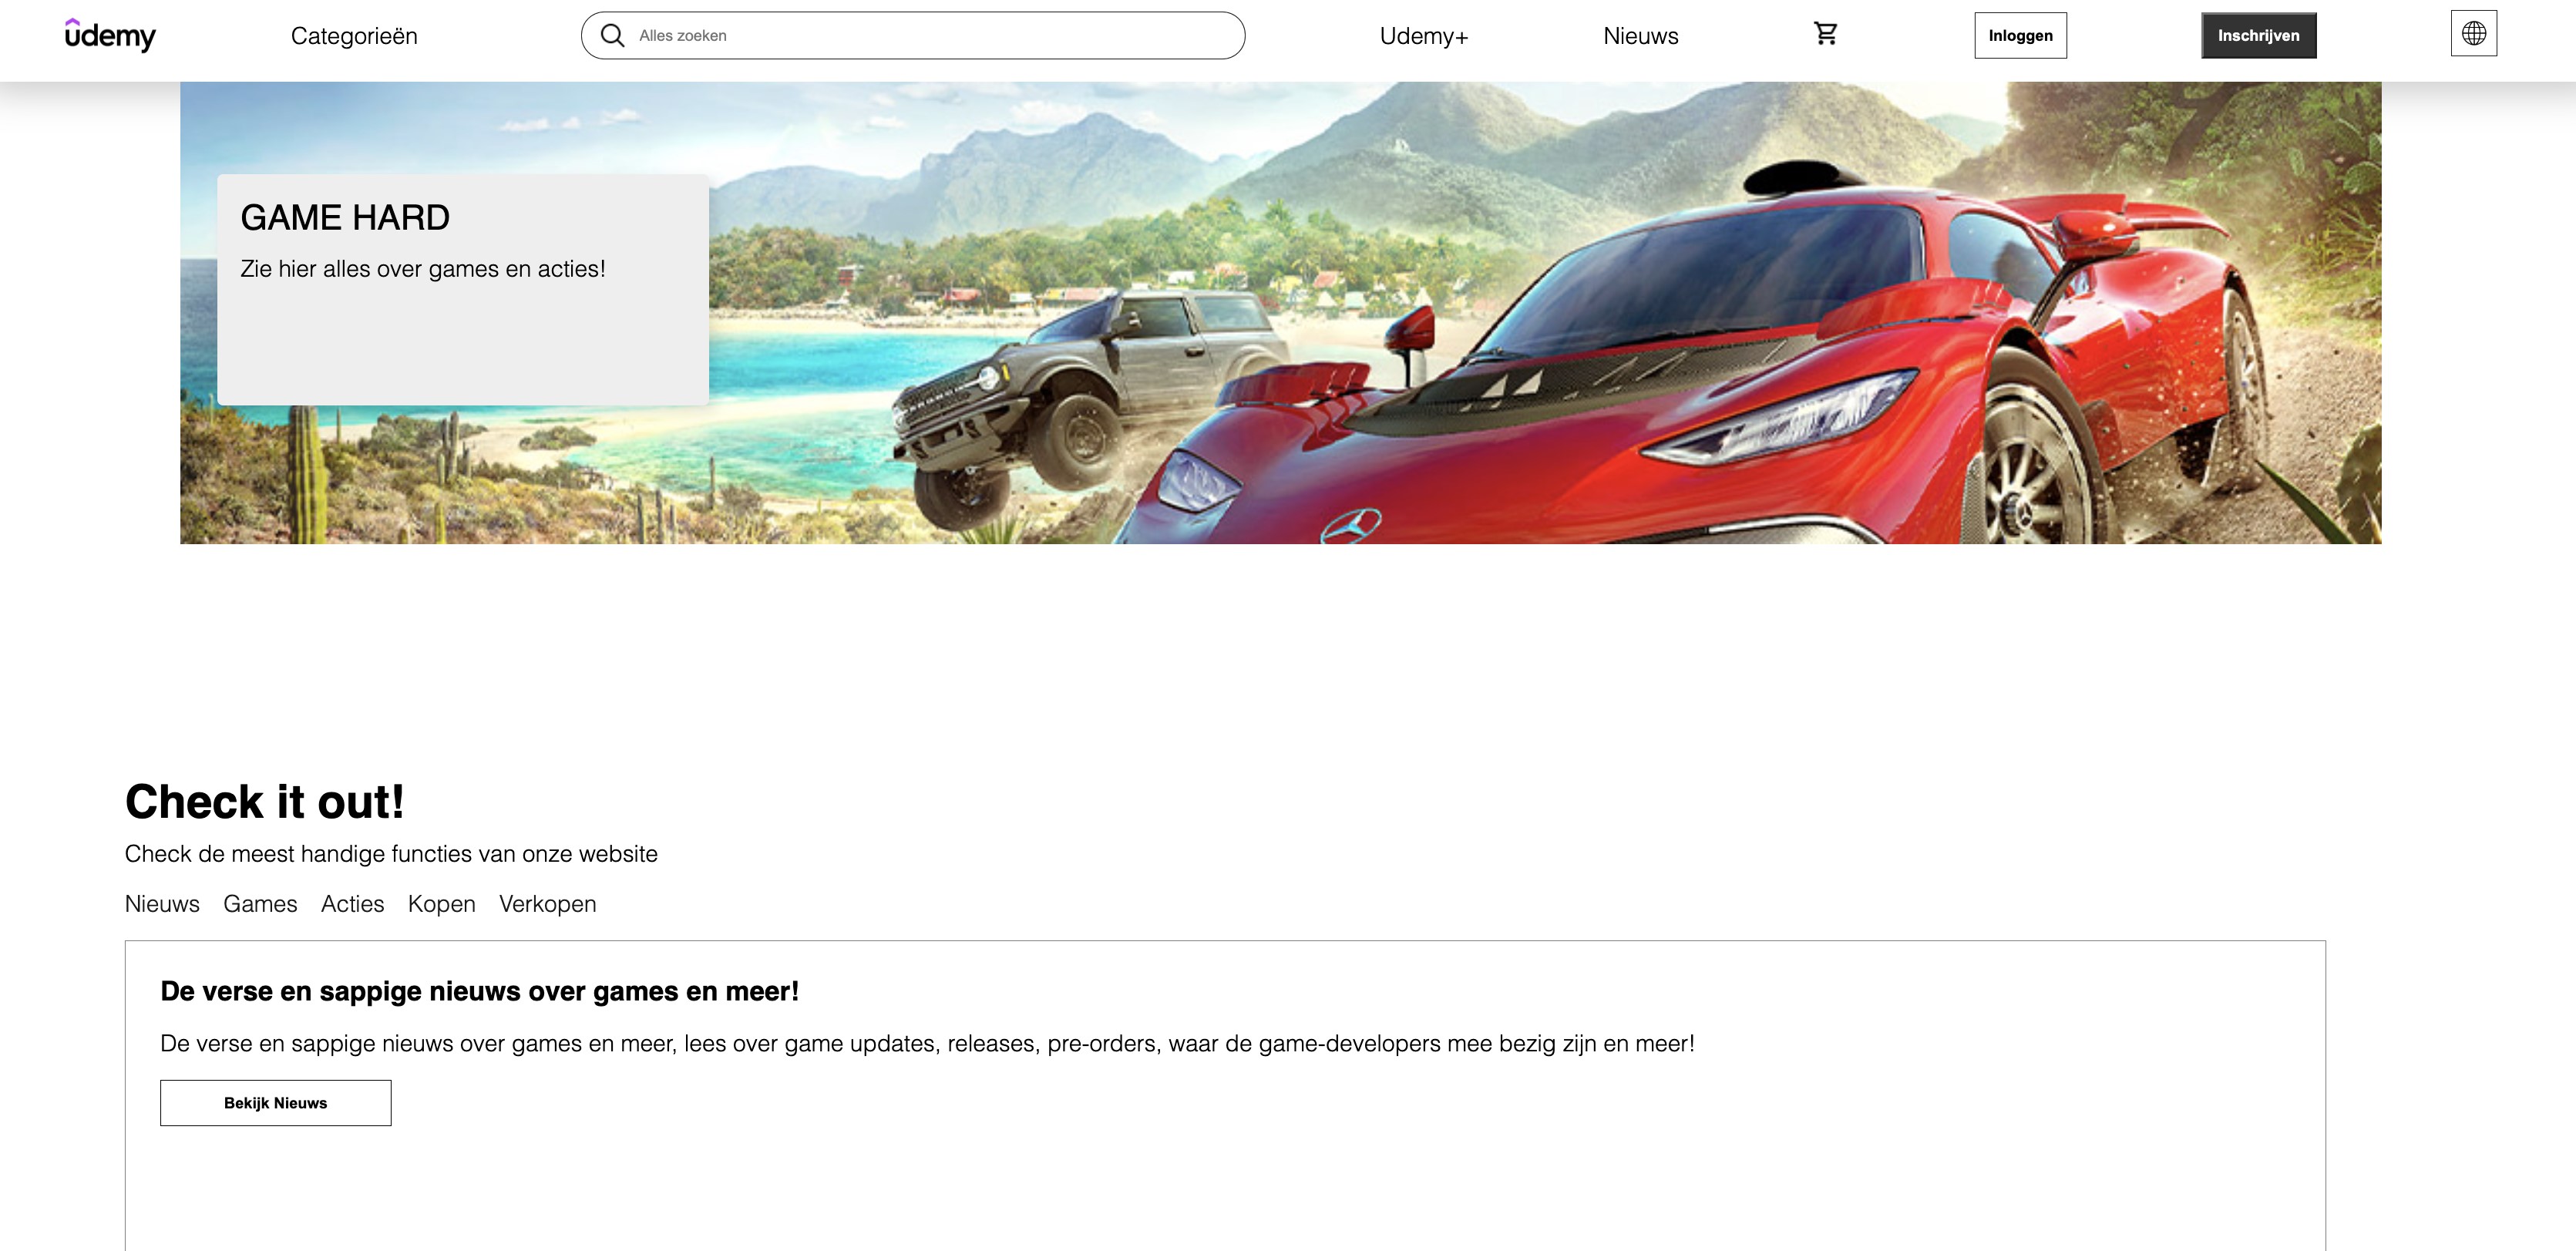 udemy
Categorieën
Alles zoeken
Udemy+
Nieuws
Inloggen
Inschrijven
GAME HARD
Zie hier alles over games en acties!
Check it out!
Check de meest handige functies van onze website
Nieuws Games Acties Kopen Verkopen
De verse en sappige nieuws over games en meer!
De verse en sappige nieuws over games en meer, lees over game updates, releases, pre-orders, waar de game-developers mee bezig zijn en meer!
Bekijk Nieuws